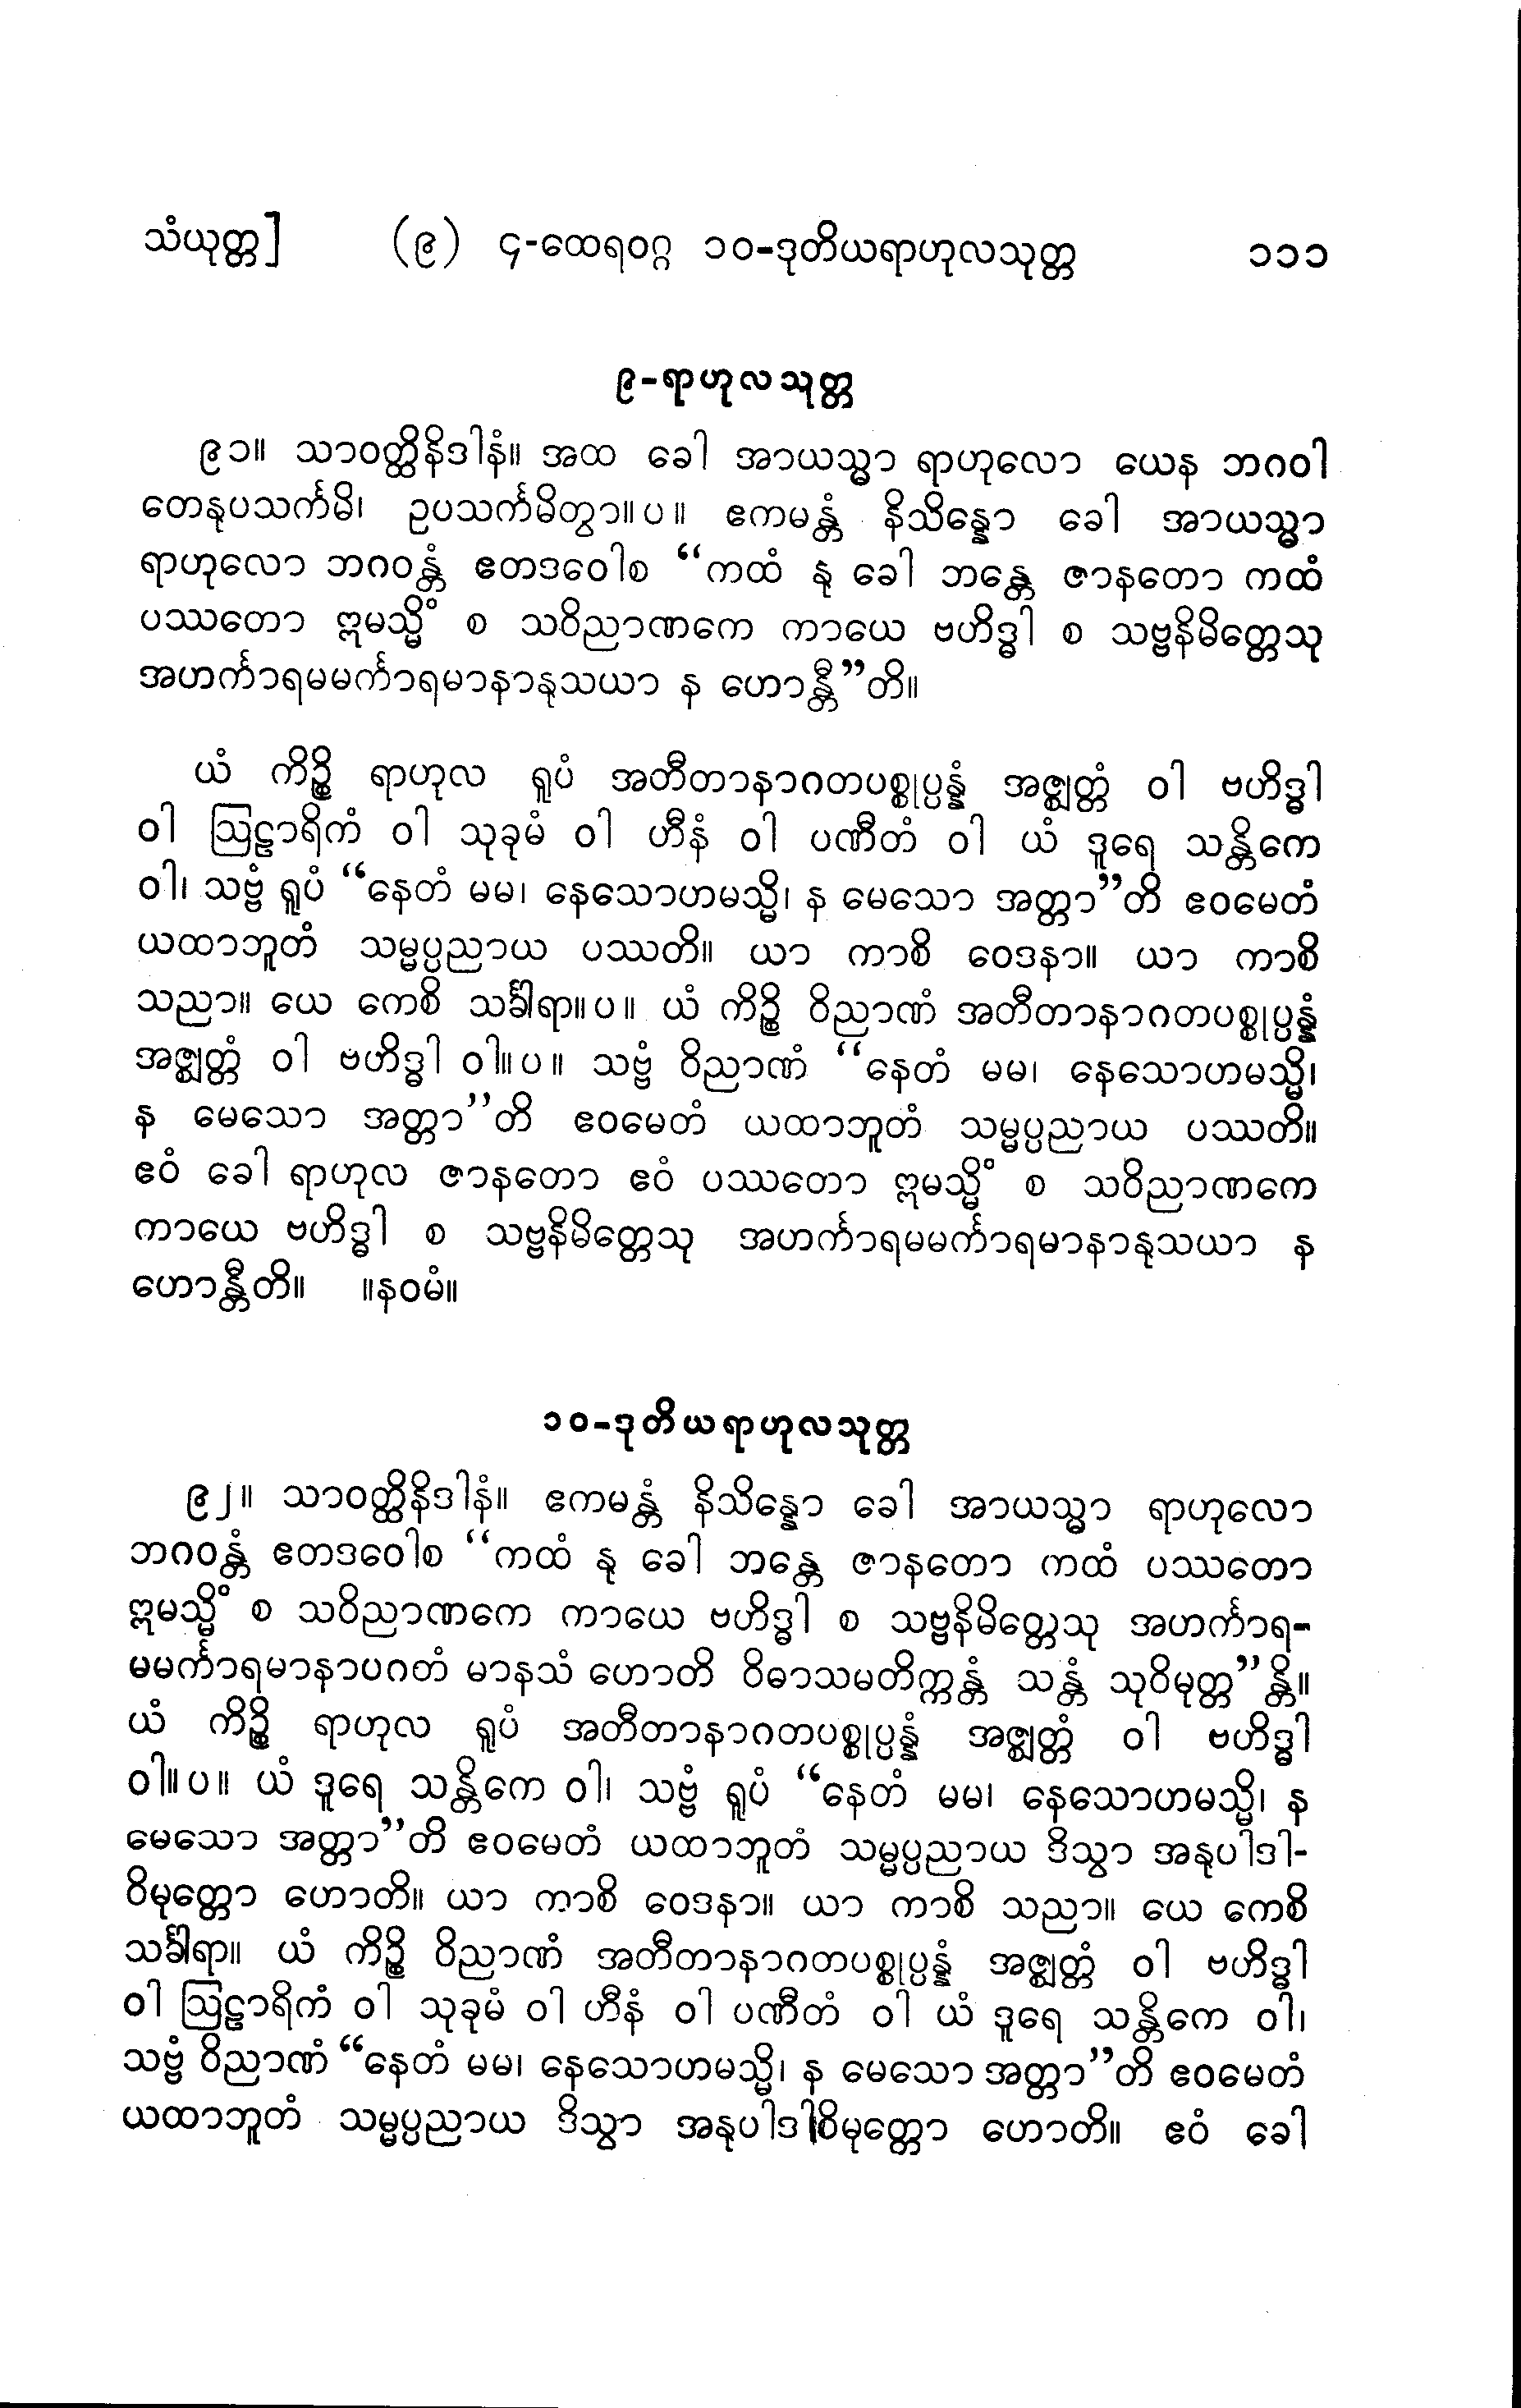 သံယုတ္တ] (၉) ၄-ထေရဝဂ္ဂ ၁၀-ဒုတိယရာဟုလသုတ္တ ၁၁၁
၉-ရာဟုလသုတ္တ
၉၁။ သာဝတ္ထိနိဒါနံ။ အထ ခေါ အာယသ္မာ ရာဟုလော ယေန ဘဂဝါ
တေနုပသင်္ကမိ၊ ဥပသင်္ကမိတွာ။ပ။ ဧကမန္တံ နိသိန္နော ခေါ အာယသ္မာ
ရာဟုလော ဘဂဝန္တံ ဧတဒဝေါစ “ကထံ နု ခေါ ဘန္တေ ဇာနတော ကထံ
ပဿတော ဣမသ္မိံ စ သဝိညာဏကေ ကာယေ ဗဟိဒ္ဓါ စ သဗ္ဗနိမိတ္တေသု
အဟင်္ကာရမမင်္ကာရမာနာနုသယာ န ဟောန္တီ”တိ။
ယံ ကိဉ္စိ ရာဟုလ ရူပံ အတီတာနာဂတပစ္စုပ္ပန္နံ အဇ္ဈတ္တံ ဝါ ဗဟိဒ္ဓါ
ဝါ ဩဠာရိကံ ဝါ သုခုမံ ဝါ ဟီနံ ဝါ ပဏီတံ ဝါ ယံ ဒူရေ သန္တိကေ
ဝါ၊ သဗ္ဗံ ရူပံ “နေတံ မမ၊ နေသောဟမသ္မိ၊ န မေသော အတ္တာ”တိ ဧဝမေတံ
ယထာဘူတံ သမ္မပ္ပညာယ ပဿတိ။ ယာ ကာစိ ဝေဒနာ။ ယာ ကာစိ
သညာ။ ယေ ကေစိ သင်္ခါရာ။ပ။ ယံ ကိဉ္စိ ဝိညာဏံ အတီတာနာဂတပစ္စုပ္ပန္နံ
အဇ္ဈတ္တံ ဝါ ဗဟိဒ္ဓါ ဝါ။ပ။ သဗ္ဗံ ဝိညာဏံ “နေတံ မမ၊ နေသောဟမသ္မိ၊
န မေသော အတ္တာ”တိ ဧဝမေတံ ယထာဘူတံ သမ္မပ္ပညာယ ပဿတိ။
ဧဝံ ခေါ ရာဟုလ ဇာနတော ဧဝံ ပဿတော ဣမသ္မိံ စ သဝိညာဏကေ
ကာယေ ဗဟိဒ္ဓါ စ သဗ္ဗနိမိတ္တေသု အဟင်္ကာရမမင်္ကာရမာနာနုသယာ န
ဟောန္တီတိ။ ။နဝမံ။
၁၀-ဒုတိယရာဟုလသုတ္တ
၉၂။ သာဝတ္ထိနိဒါနံ။ ဧကမန္တံ နိသိန္နော ခေါ အာယသ္မာ ရာဟုလော
ဘဂဝန္တံ ဧတဒဝေါစ “ကထံ နု ခေါ ဘန္တေ ဇာနတော ကထံ ပဿတော
ဣမသ္မိံ စ သဝိညာဏကေ ကာယေ ဗဟိဒ္ဓါ စ သဗ္ဗနိမိတ္တေသု အဟင်္ကာရ-
မမင်္ကာရမာနာပဂတံ မာနသံ ဟောတိ ဝိဓာသမတိက္ကန္တံ သန္တံ သုဝိမုတ္တ”န္တိ။
ယံ ကိဉ္စိ ရာဟုလ ရူပံ အတီတာနာဂတပစ္စုပ္ပန္နံ အဇ္ဈတ္တံ ဝါ ဗဟိဒ္ဓါ
ဝါ။ပ။ ယံ ဒူရေ သန္တိကေ ဝါ၊ သဗ္ဗံ ရူပံ “နေတံ မမ၊ နေသောဟမသ္မိ၊ န
မေသော အတ္တာ”တိ ဧဝမေတံ ယထာဘူတံ သမ္မပ္ပညာယ ဒိသွာ အနုပါဒါ-
ဝိမုတ္တော ဟောတိ။ ယာ ကာစိ ဝေဒနာ။ ယာ ကာစိ သညာ။ ယေ ကေစိ
သင်္ခါရာ။ ယံ ကိဉ္စိ ဝိညာဏံ အတီတာနာဂတပစ္စုပ္ပန္နံ အဇ္ဈတ္တံ ဝါ ဗဟိဒ္ဓါ
ဝါ ဩဠာရိကံ ဝါ သုခုမံ ဝါ ဟီနံ ဝါ ပဏီတံ ဝါ ယံ ဒူရေ သန္တိကေ ဝါ၊
သဗ္ဗံ ဝိညာဏံ “နေတံ မမ၊ နေသောဟမသ္မိ၊ န မေသော အတ္တာ”တိ ဧဝမေတံ
ယထာဘူတံ သမ္မပ္ပညာယ ဒိသွာ အနုပါဒါဝိမုတ္တော ဟောတိ။ ဧဝံ ခေါ